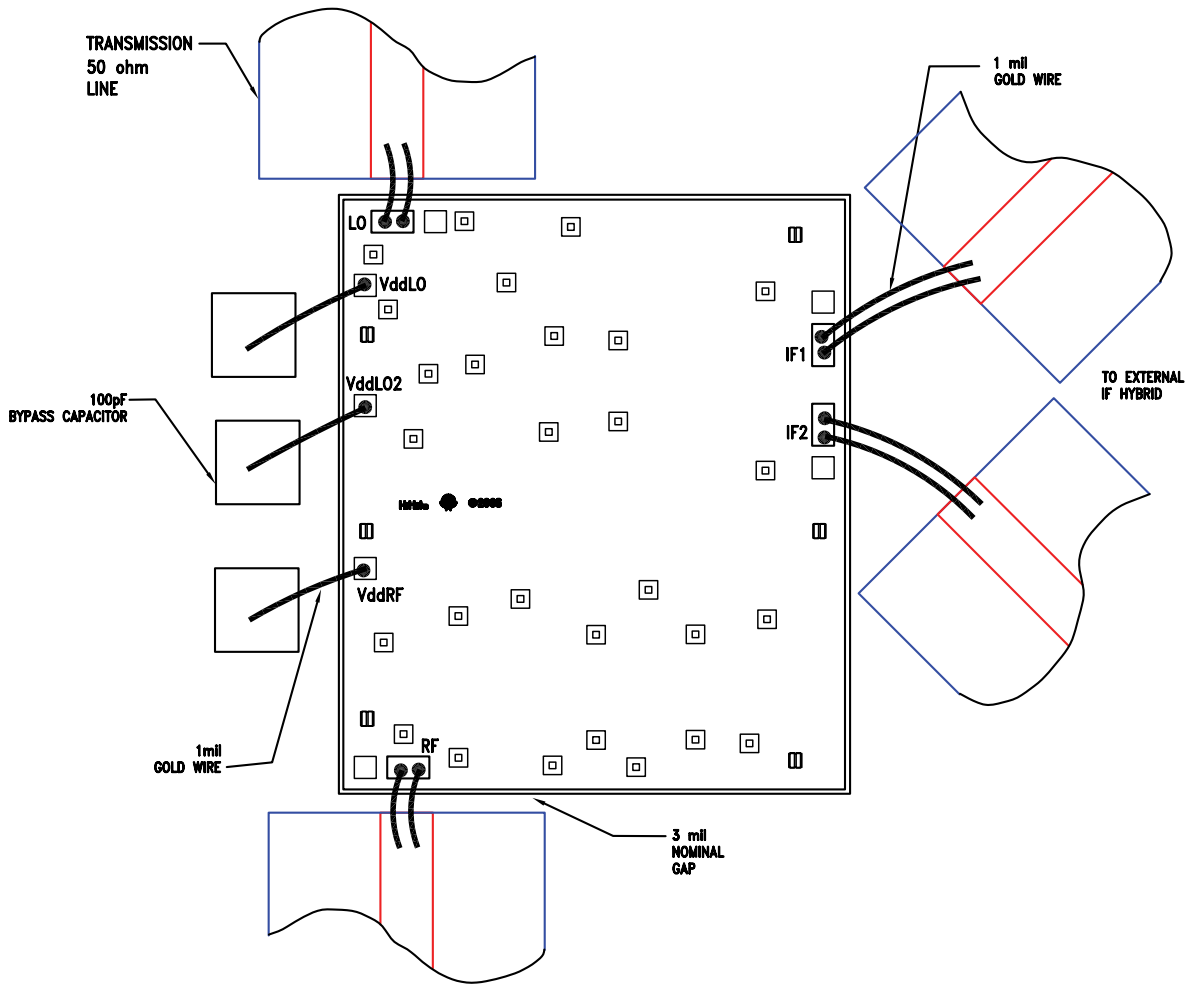 TRANSMISSION
50 ohm
LINE
1 mil
GOLD WIRE
LO
VddLO
IF1
VddLO2
TO EXTERNAL
IF HYBRID
100pF
BYPASS CAPACITOR
IF2
VddRF
RF
1mil
GOLD WIRE
3 mil
NOMINAL
GAP